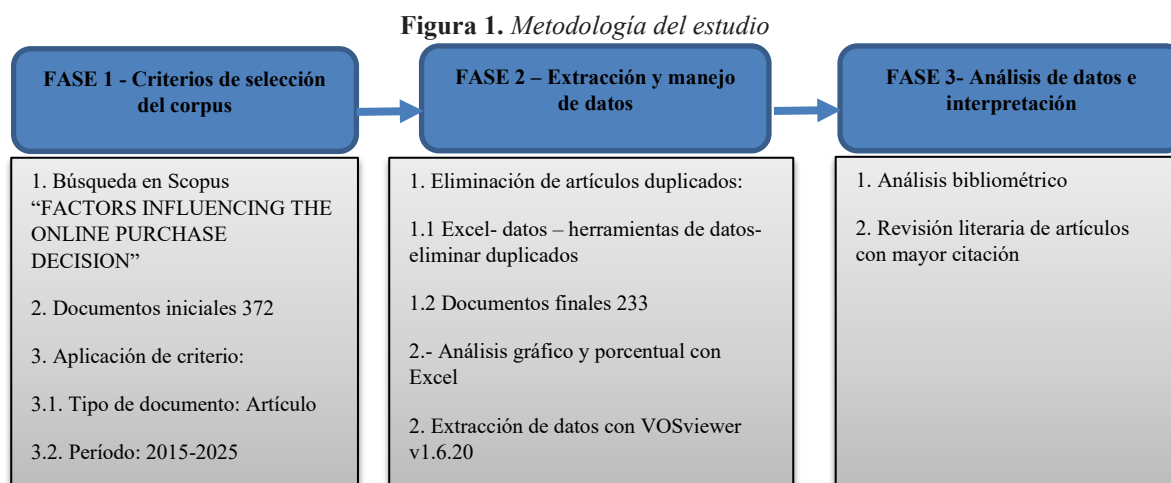 Figura 1. Metodología del estudio
FASE 1 - Criterios de selección
del corpus
FASE 2 – Extracción y manejo
de datos
FASE 3- Análisis de datos e
interpretación
1. Búsqueda en Scopus
“FACTORS INFLUENCING THE
ONLINE PURCHASE
DECISION”
2. Documentos iniciales 372
3. Aplicación de criterio:
3.1. Tipo de documento: Artículo
3.2. Período: 2015-2025
1. Eliminación de artículos duplicados:
1.1 Excel- datos – herramientas de datos-
eliminar duplicados
1.2 Documentos finales 233
2.- Análisis gráfico y porcentual con
Excel
2. Extracción de datos con VOSviewer
v1.6.20
1. Análisis bibliométrico
2. Revisión literaria de artículos
con mayor citación